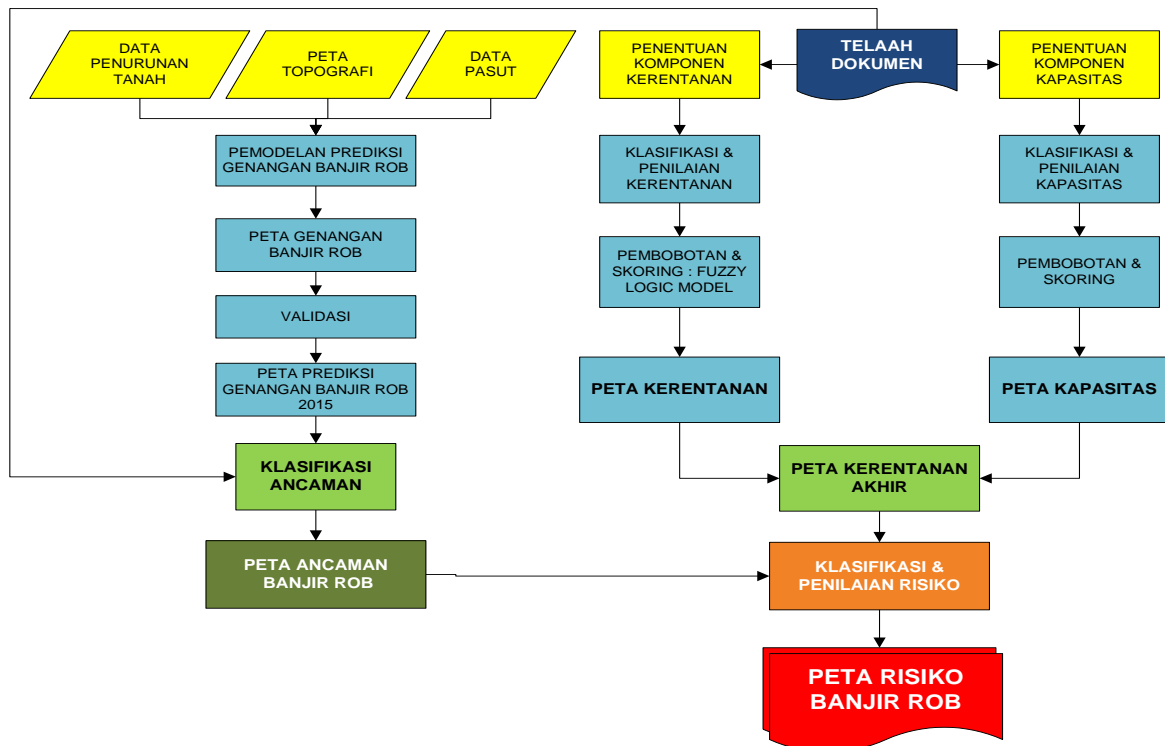 DATA
PENURUNAN
TANAH
PETA
TOPOGRAFI
DATA
PASUT
PENENTUAN
KOMPONEN
KERENTANAN
TELAAH
DOKUMEN
PENENTUAN
KOMPONEN
KAPASITAS
PEMODELAN PREDIKSI
GENANGAN BANJIR ROB
KLASIFIKASI &
PENILAIAN
KERENTANAN
KLASIFIKASI &
PENILAIAN
KAPASITAS
PETA GENANGAN
BANJIR ROB
PEMBOBOTAN &
SKORING : FUZZY
LOGIC MODEL
PEMBOBOTAN &
SKORING
VALIDASI
PETA PREDIKSI
GENANGAN BANJIR ROB
2015
PETA KERENTANAN
PETA KAPASITAS
KLASIFIKASI
ANCAMAN
PETA KERENTANAN
AKHIR
PETA ANCAMAN
BANJIR ROB
KLASIFIKASI &
PENILAIAN RISIKO
PETA RISIKO
BANJIR ROB